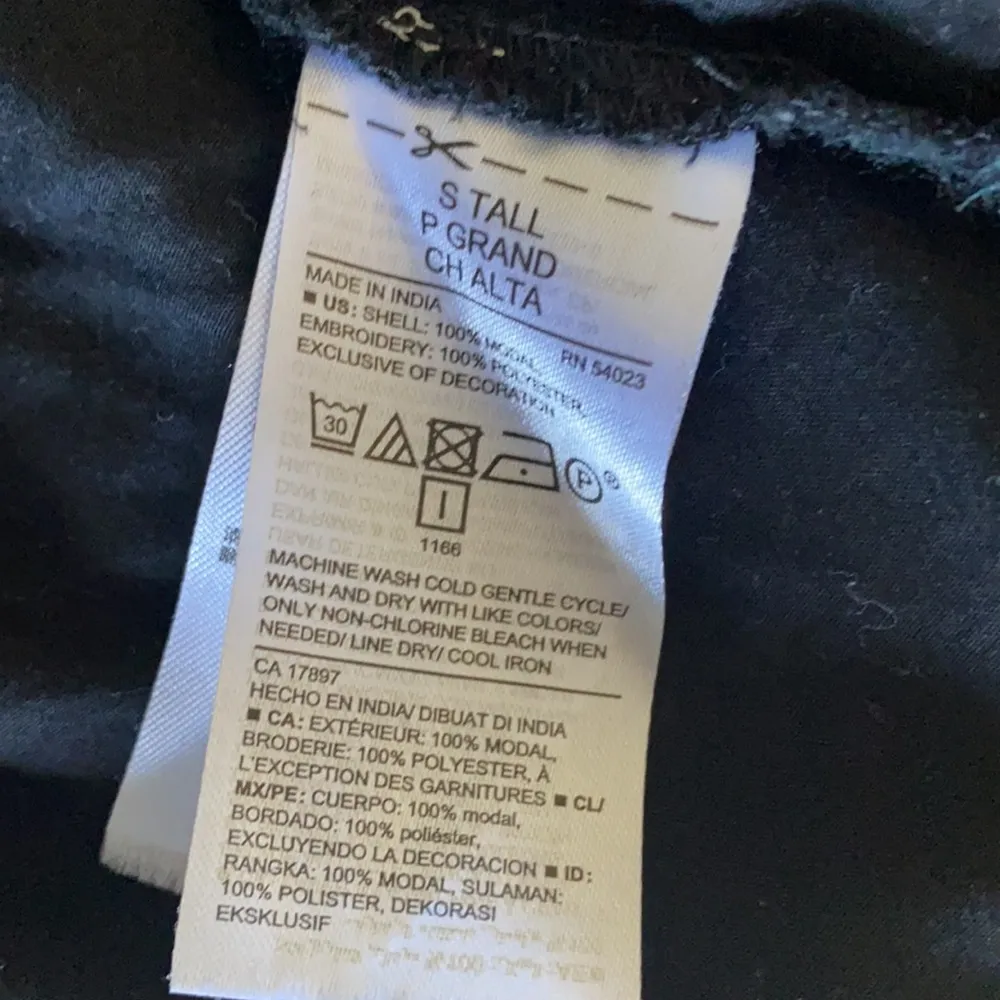 S TALL
P GRAND
CH ALTA
MADE IN INDIA RN 54023
■ US: SHELL: 100% MODAL,
EMBROIDERY: 100% POLYESTER,
EXCLUSIVE OF DECORATION
30 P ®
1166
MACHINE WASH COLD GENTLE CYCLE/
WASH AND DRY WITH LIKE COLORS/
ONLY NON-CHLORINE BLEACH WHEN
NEEDED/ LINE DRY/ COOL IRON
CA 17897
HECHO EN INDIA/ DIBUAT DI INDIA
■ CA: EXTÉRIEUR: 100% MODAL,
BRODERIE: 100% POLYESTER, À
L'EXCEPTION DES GARNITURES ■ CL/
MX/PE: CUERPO: 100% modal,
BORDADO: 100% poliéster,
EXCLUYENDO LA DECORACION ■ ID:
RANGKA: 100% MODAL, SULAMAN:
100% POLISTER, DEKORASI
EKSKLUSIF